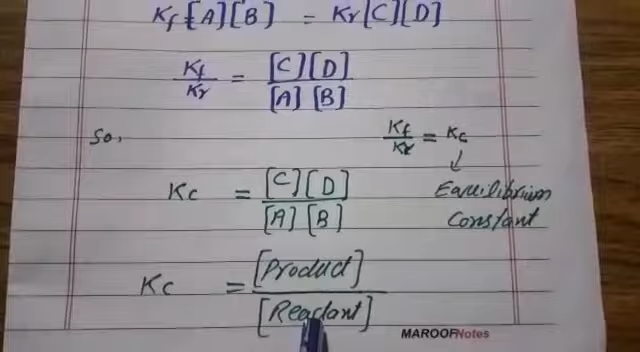 Kf [A][B] = Kr[C][D]
Kf/Kr = [C][D]/[A][B]
So,
Kf/Kr = Kc
↓
Equilibrium
Constant
Kc = [C][D]/[A][B]
Kc = [Product]/[Reactant]
MAROOFNotes